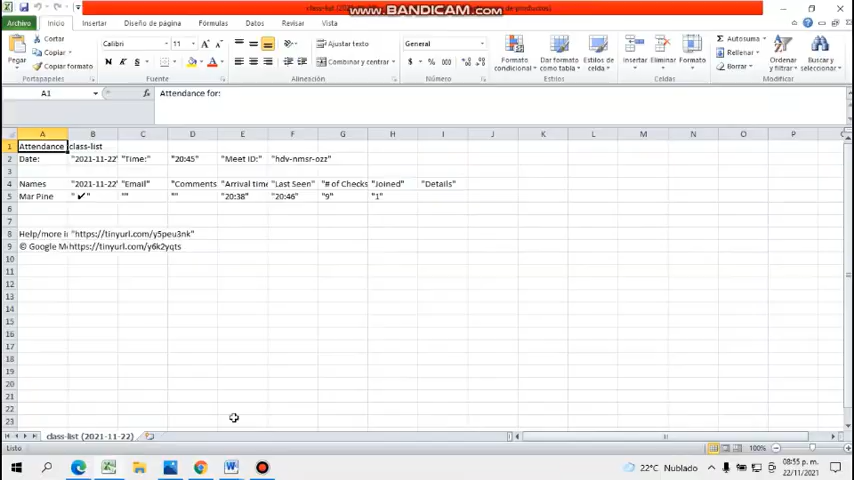 class-list (20
de productos)
www.BANDICAM.com
Archivo Inicio Insertar Diseño de página Fórmulas Datos Revisar Vista
Pegar
Cortar
Copiar
Copiar formato
Portapapeles
Calibri 11
Fuente
Ajustar texto
Combinar y centrar
Alineación
General
Número
Formato condicional
Dar formato como tabla
Estilos de celda
Estilos
Insertar Eliminar Formato
Celdas
Autosuma
Rellenar
Borrar
Ordenar y filtrar
Buscar y seleccionar
Modificar
A1 fx Attendance for:
A B C D E F G H I J K L M N O P
1 Attendance class-list
2 Date: "2021-11-22" "Time:" "20:45" "Meet ID:" "hdv-nmsr-ozz"
3
4 Names "2021-11-22" "Email" "Comments "Arrival time "Last Seen" "# of Checks "Joined" "Details"
5 Mar Pine " ✔" "" "" "20:38" "20:46" "9" "1"
6
7
8 Help/more i "https://tinyurl.com/y5peu3nk"
9 © Google M https://tinyurl.com/y6k2yqts
10
11
12
13
14
15
16
17
18
19
20
21
22
23
class-list (2021-11-22)
Listo 100%
22°C Nublado
08:55 p. m.
22/11/2021